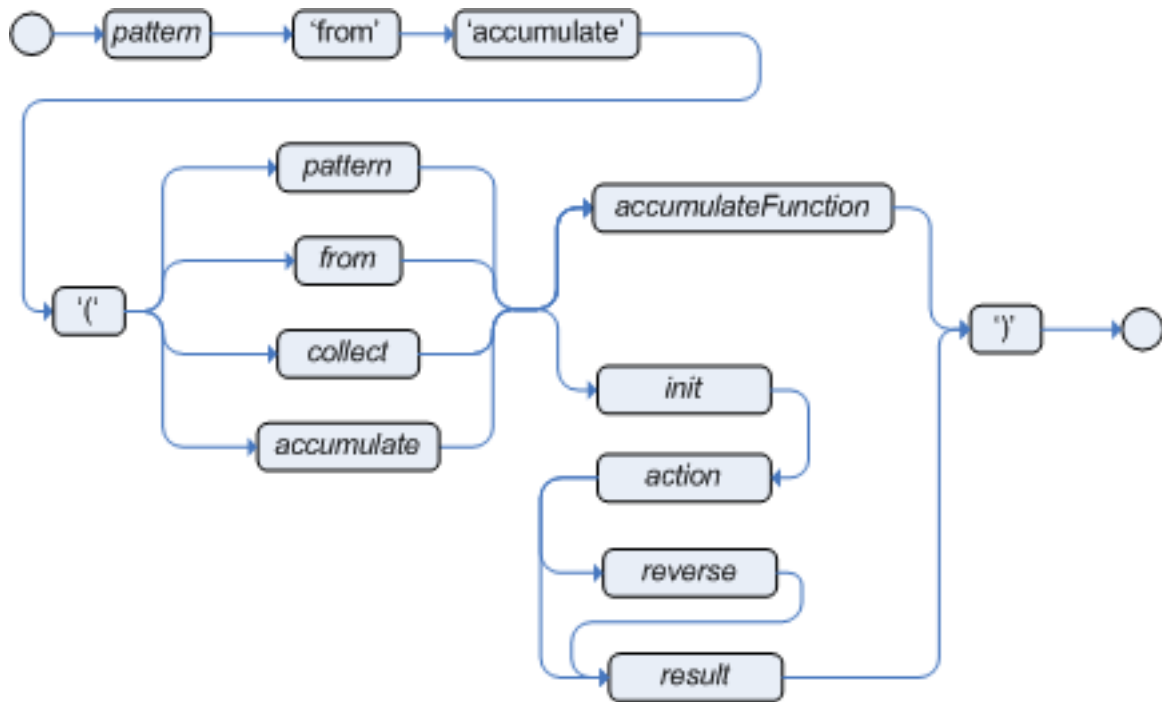 pattern
‘from’
‘accumulate’
pattern
from
collect
accumulate
‘(‘
accumulateFunction
init
action
reverse
result
‘)’